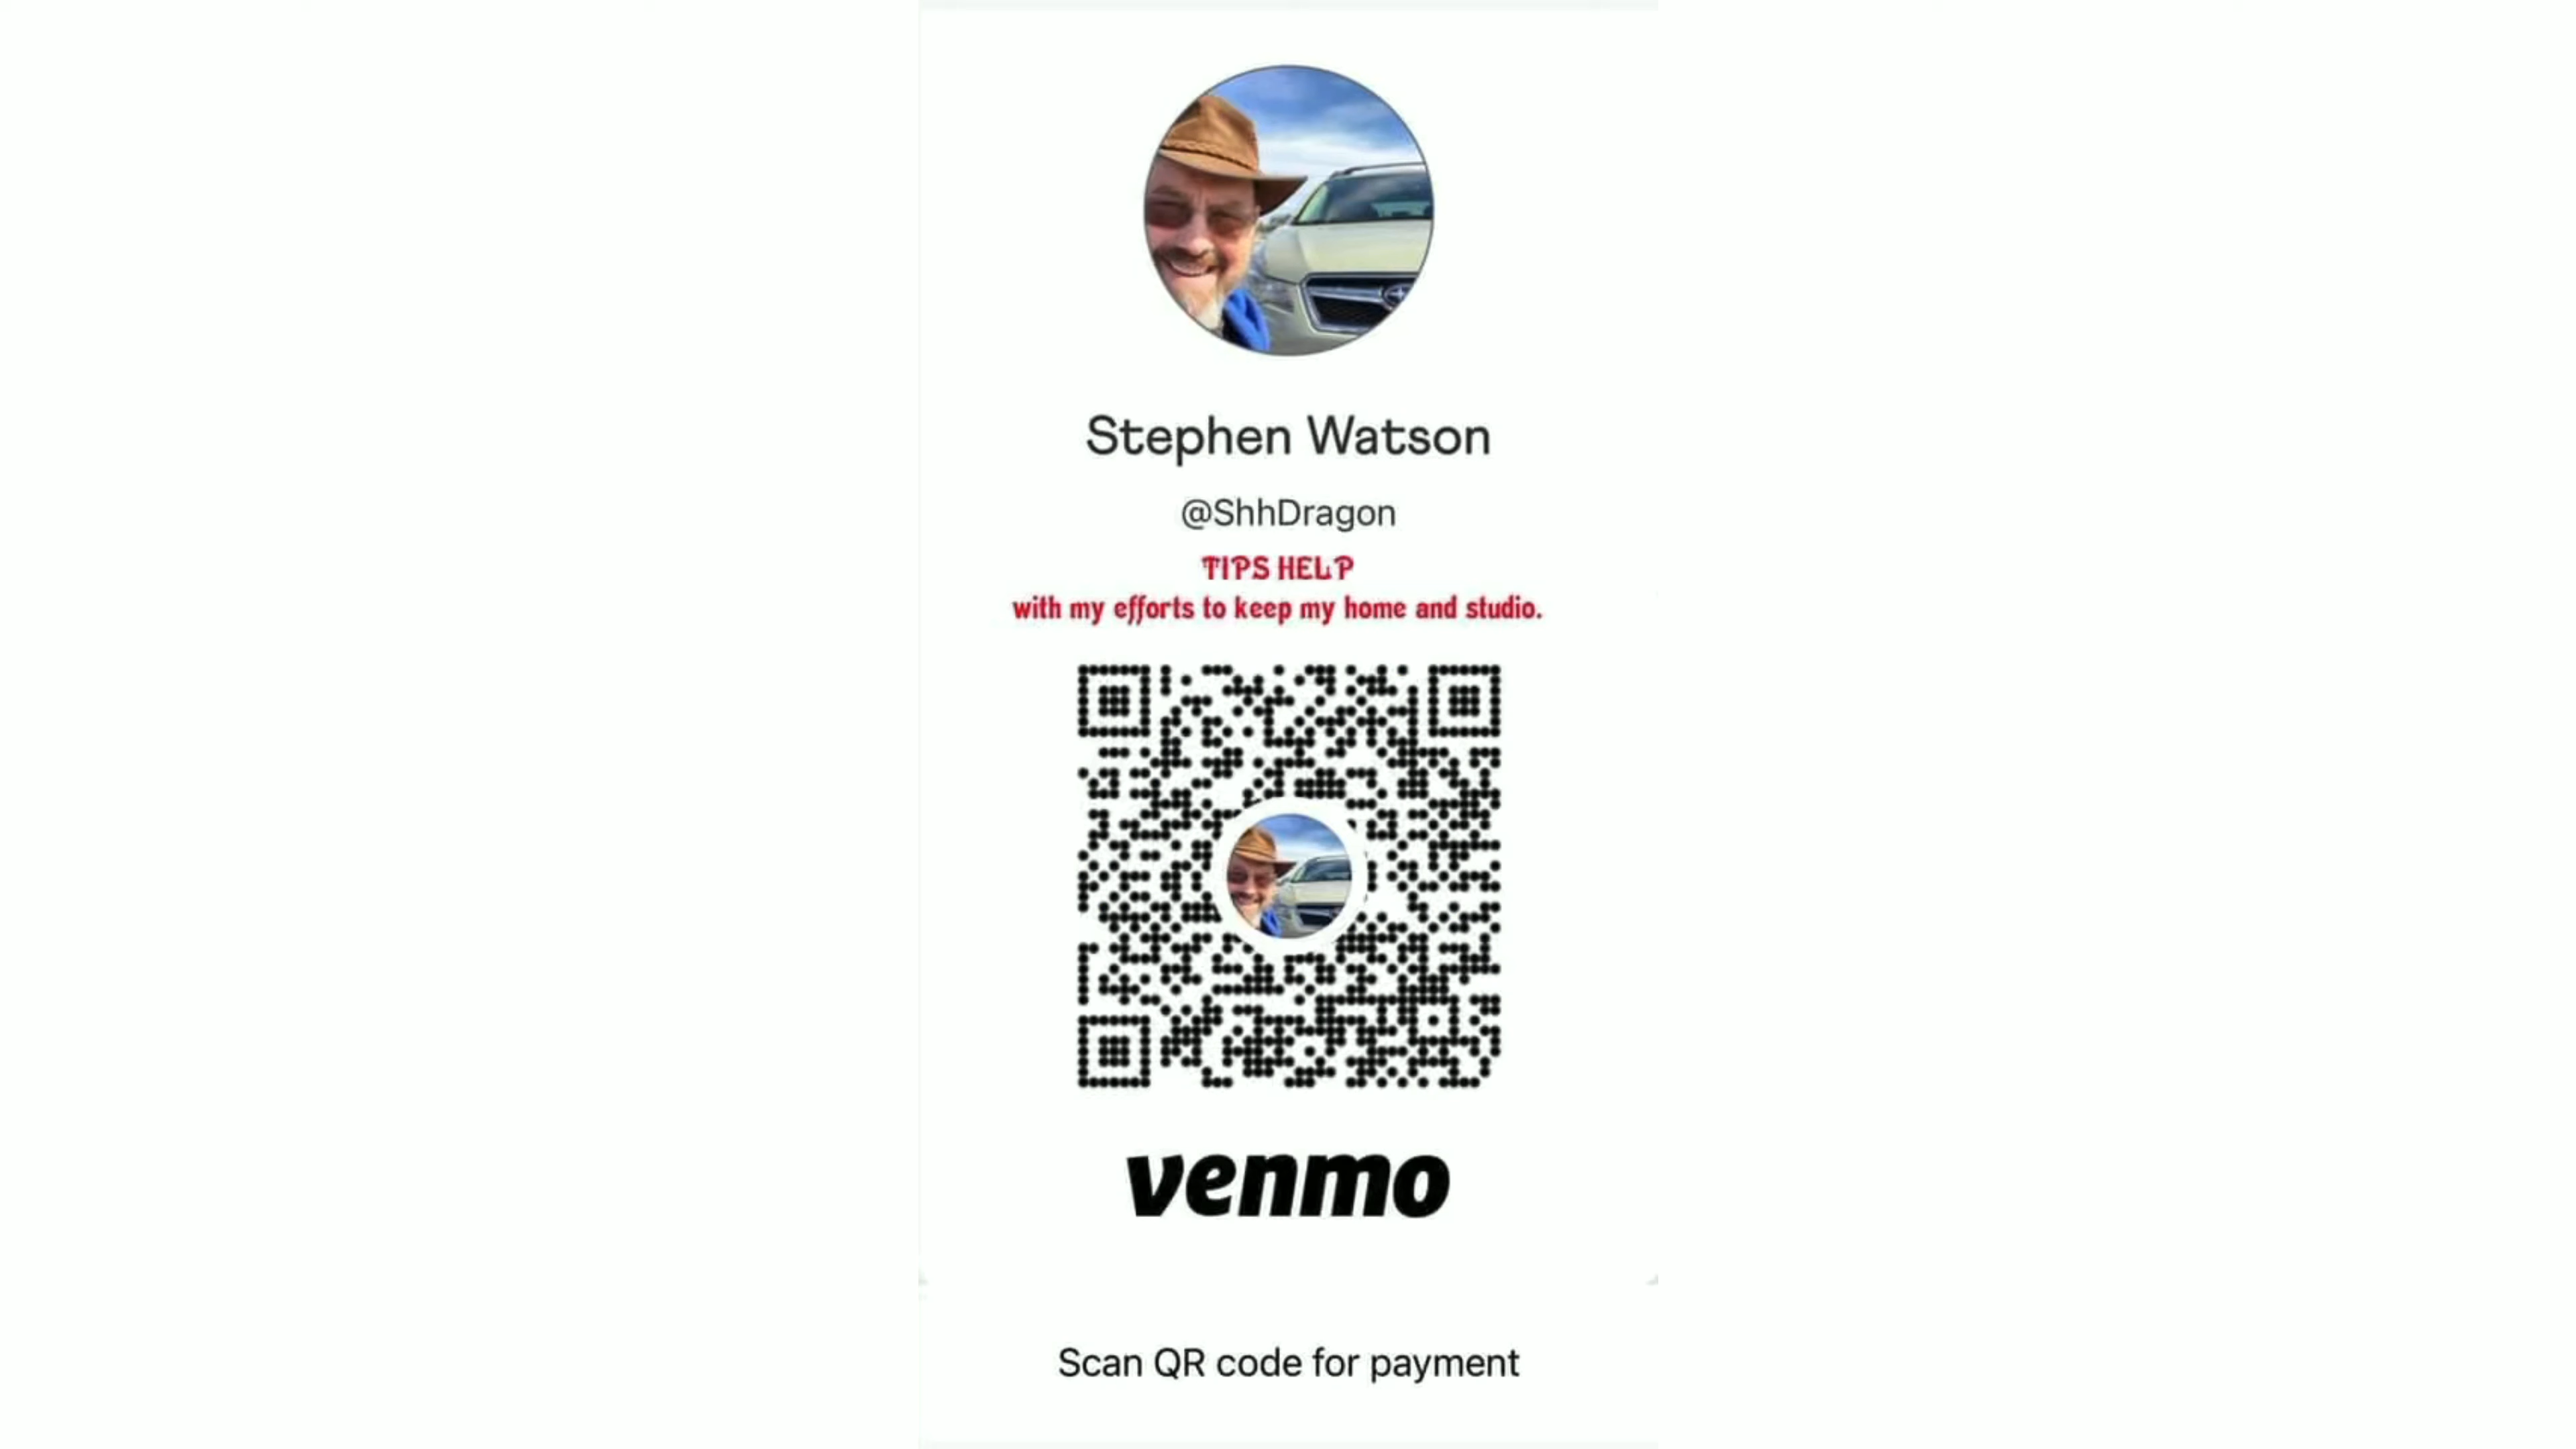 Stephen Watson
@ShhDragon
TIPS HELP
with my efforts to keep my home and studio.
venmo
Scan QR code for payment